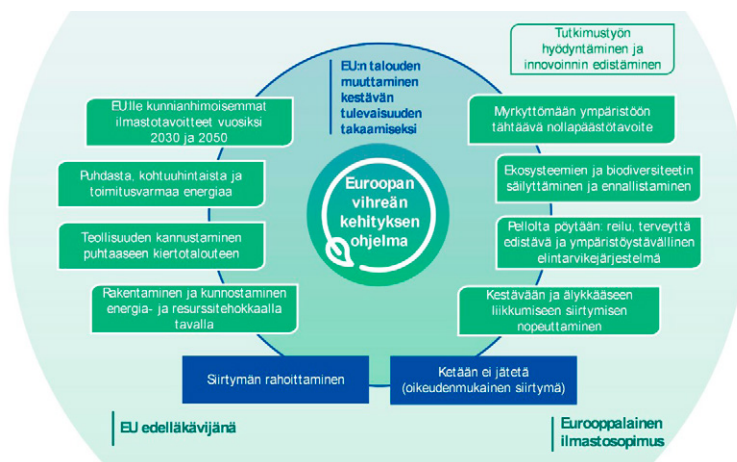 Tutkimustyön
hyödyntäminen ja
innovoinnin edistäminen
EU:n talouden
muuttaminen
kestävän
tulevaisuuden
takaamiseksi
EU:lle kunnianhimoisemmat
ilmastotavoitteet vuosiksi
2030 ja 2050
Puhdasta, kohtuuhintaista ja
toimitusvarmaa energiaa
Teollisuuden kannustaminen
puhtaaseen kiertotalouteen
Rakentaminen ja kunnostaminen
energia- ja resurssitehokkaalla
tavalla
Euroopan
vihreän
kehityksen
ohjelma
Myrkyttömään ympäristöön
tähtäävä nollapäästötavoite
Ekosysteemien ja biodiversiteetin
säilyttäminen ja ennallistaminen
Pellolta pöytään: reilu, terveyttä
edistävä ja ympäristöystävällinen
elintarvikejärjestelmä
Kestävään ja älykkääseen
liikkumiseen siirtymisen
nopeuttaminen
Siirtymän rahoittaminen
Ketään ei jätetä
(oikeudenmukainen siirtymä)
EU edelläkävijänä
Eurooppalainen
ilmastosopimus